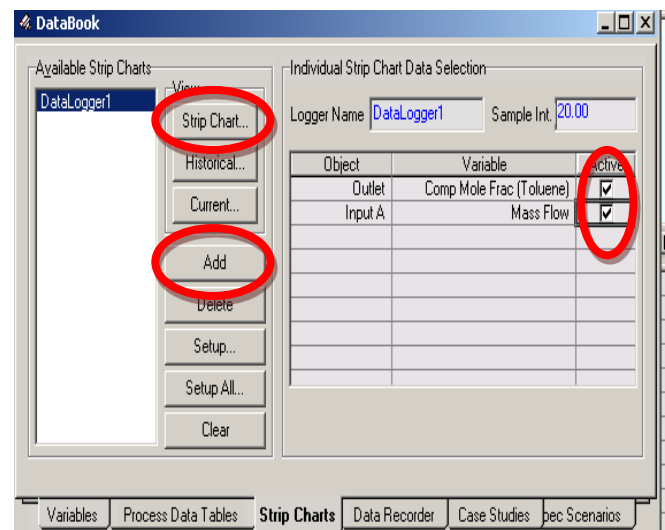 DataBook
Available Strip Charts
DataLogger1
View
Strip Chart...
Historical...
Current...
Add
Delete
Setup...
Setup All...
Clear
Individual Strip Chart Data Selection
Logger Name DataLogger1 Sample Int. 20.00
Object Variable Active
Outlet Comp Mole Frac (Toluene)
Input A Mass Flow
Variables Process Data Tables Strip Charts Data Recorder Case Studies pec Scenarios